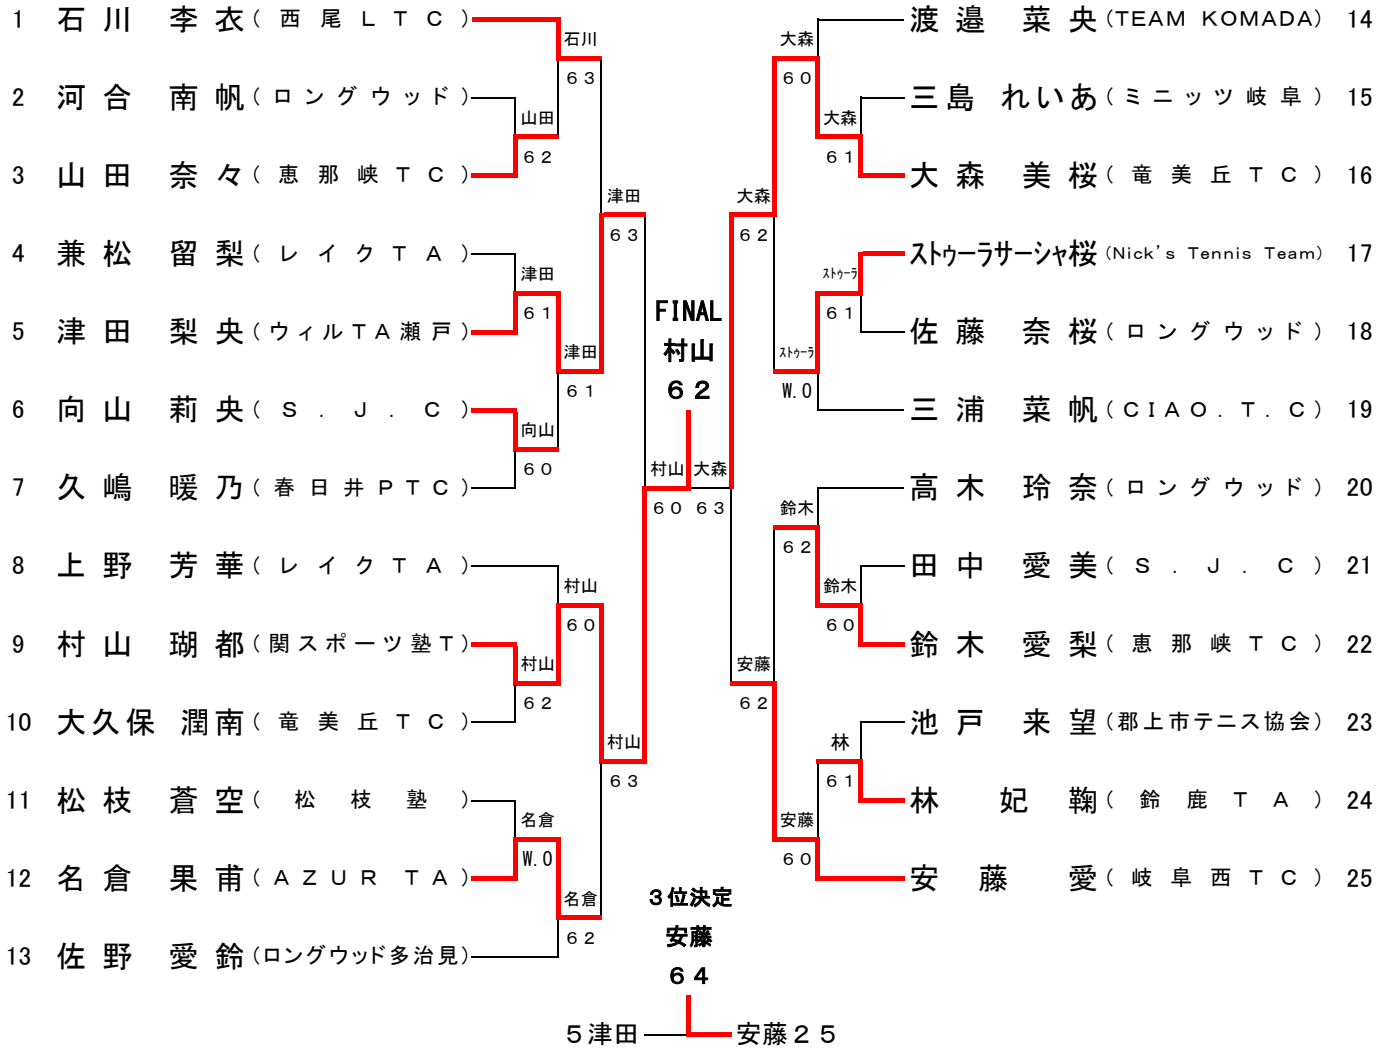 1 石川 李衣 (西尾LTC)
2 河合 南帆 (ロングウッド)
3 山田 奈々 (恵那峡TC)
4 兼松 留梨 (レイクTA)
5 津田 梨央 (ウィルTA瀬戸)
6 向山 莉央 (S.J.C)
7 久嶋 暖乃 (春日井PTC)
8 上野 芳華 (レイクTA)
9 村山 瑚都 (関スポーツ塾T)
10 大久保 潤南 (竜美丘TC)
11 松枝 蒼空 (松枝塾)
12 名倉 果甫 (AZUR TA)
13 佐野 愛鈴 (ロングウッド多治見)
石川
63
山田
62
津田
61
向山
60
津田
61
津田
63
村山
62
村山
60
名倉
W.O
名倉
62
村山
63
村山
60
FINAL
村山
62
大森
63
大森
62
大森
60
大森
61
ストゥーラ
61
ストゥーラ
W.O
鈴木
62
鈴木
60
安藤
62
林
61
安藤
60
渡邉 菜央 (TEAM KOMADA) 14
三島 れいあ (ミニッツ岐阜) 15
大森 美桜 (竜美丘TC) 16
ストゥーラサーシャ桜 (Nick's Tennis Team) 17
佐藤 奈桜 (ロングウッド) 18
三浦 菜帆 (CIAO.T.C) 19
高木 玲奈 (ロングウッド) 20
田中 愛美 (S.J.C) 21
鈴木 愛梨 (恵那峡TC) 22
池戸 来望 (郡上市テニス協会) 23
林 妃鞠 (鈴鹿TA) 24
安藤 愛 (岐阜西TC) 25
3位決定
安藤
64
5津田 安藤25